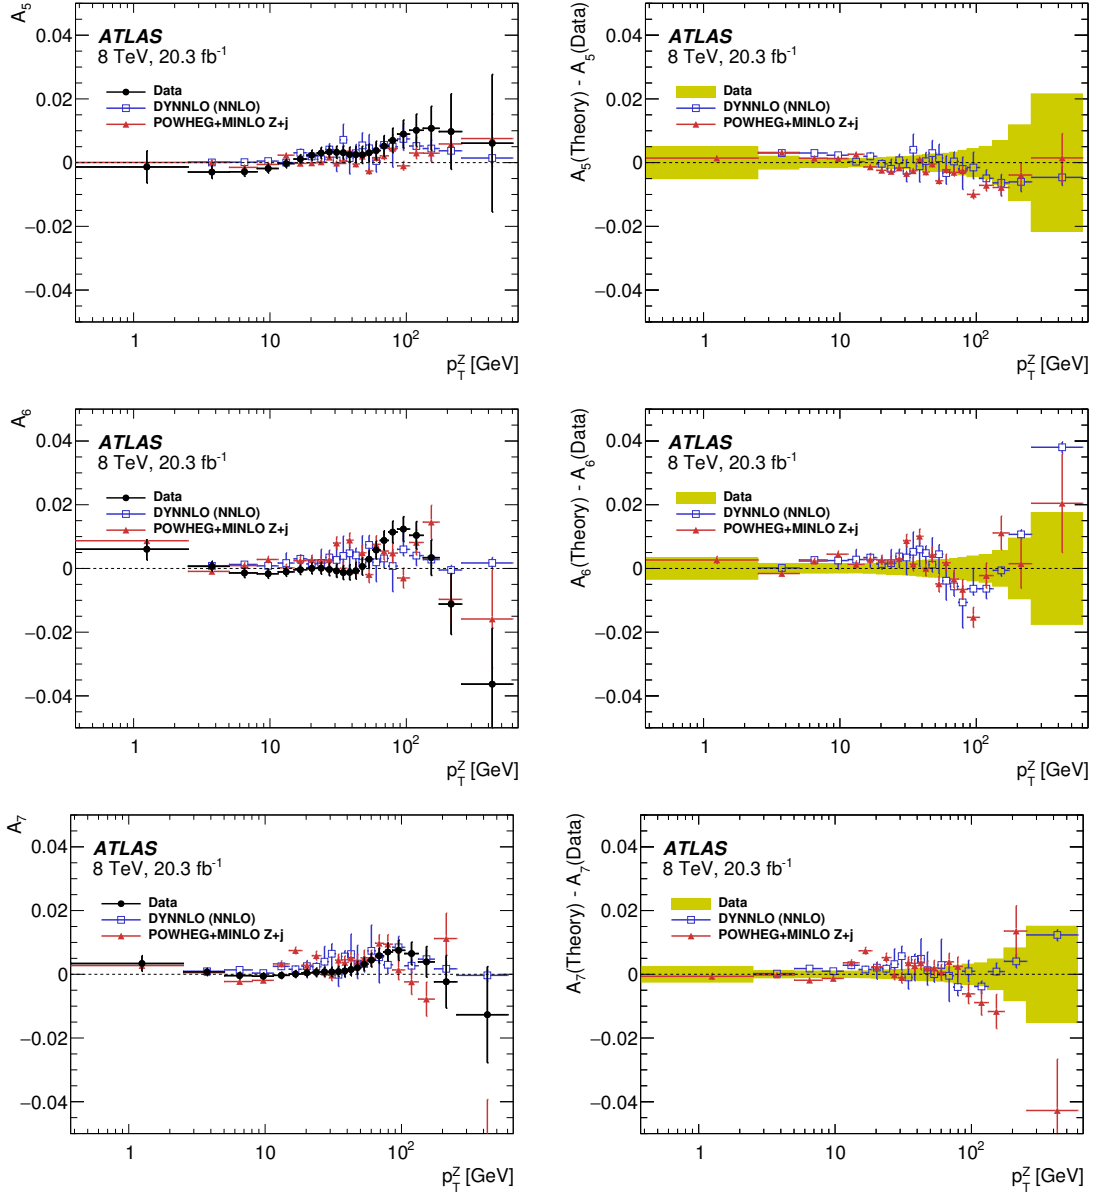 A5
0.04
0.02
0
−0.02
−0.04
ATLAS
8 TeV, 20.3 fb-1
Data
DYNNLO (NNLO)
POWHEG+MINLO Z+j
1
10
10²
pTZ [GeV]
A5(Theory) - A5(Data)
0.04
0.02
0
−0.02
−0.04
ATLAS
8 TeV, 20.3 fb-1
Data
DYNNLO (NNLO)
POWHEG+MINLO Z+j
1
10
10²
pTZ [GeV]
A6
0.04
0.02
0
−0.02
−0.04
ATLAS
8 TeV, 20.3 fb-1
Data
DYNNLO (NNLO)
POWHEG+MINLO Z+j
1
10
10²
pTZ [GeV]
A6(Theory) - A6(Data)
0.04
0.02
0
−0.02
−0.04
ATLAS
8 TeV, 20.3 fb-1
Data
DYNNLO (NNLO)
POWHEG+MINLO Z+j
1
10
10²
pTZ [GeV]
A7
0.04
0.02
0
−0.02
−0.04
ATLAS
8 TeV, 20.3 fb-1
Data
DYNNLO (NNLO)
POWHEG+MINLO Z+j
1
10
10²
pTZ [GeV]
A7(Theory) - A7(Data)
0.04
0.02
0
−0.02
−0.04
ATLAS
8 TeV, 20.3 fb-1
Data
DYNNLO (NNLO)
POWHEG+MINLO Z+j
1
10
10²
pTZ [GeV]